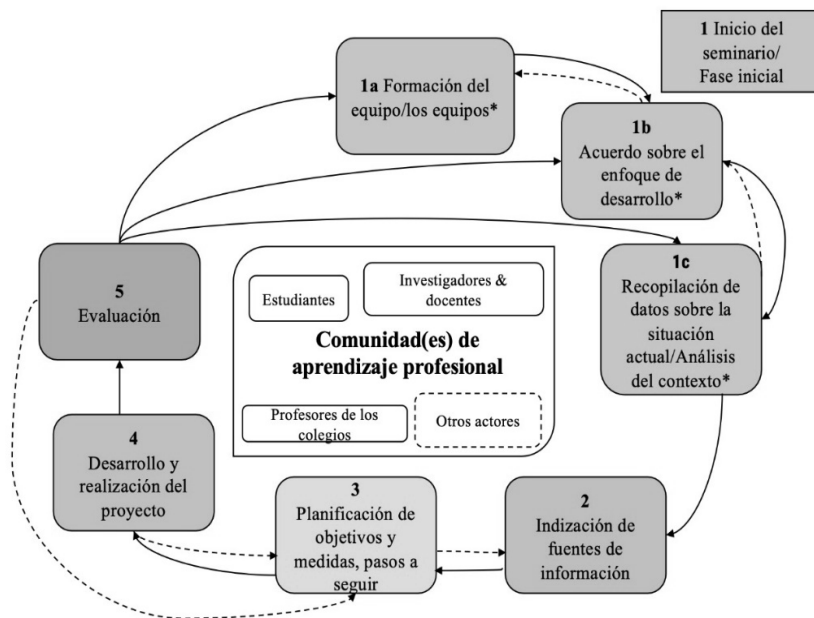 1 Inicio del
seminario/
Fase inicial
1a Formación del
equipo/los equipos*
1b
Acuerdo sobre el
enfoque de
desarrollo*
1c
Recopilación de
datos sobre la
situación
actual/Análisis
del contexto*
2
Indización de
fuentes de
información
3
Planificación de
objetivos y
medidas, pasos a
seguir
4
Desarrollo y
realización del
proyecto
5
Evaluación
Estudiantes
Investigadores &
docentes
Comunidad(es) de
aprendizaje profesional
Profesores de los
colegios
Otros actores